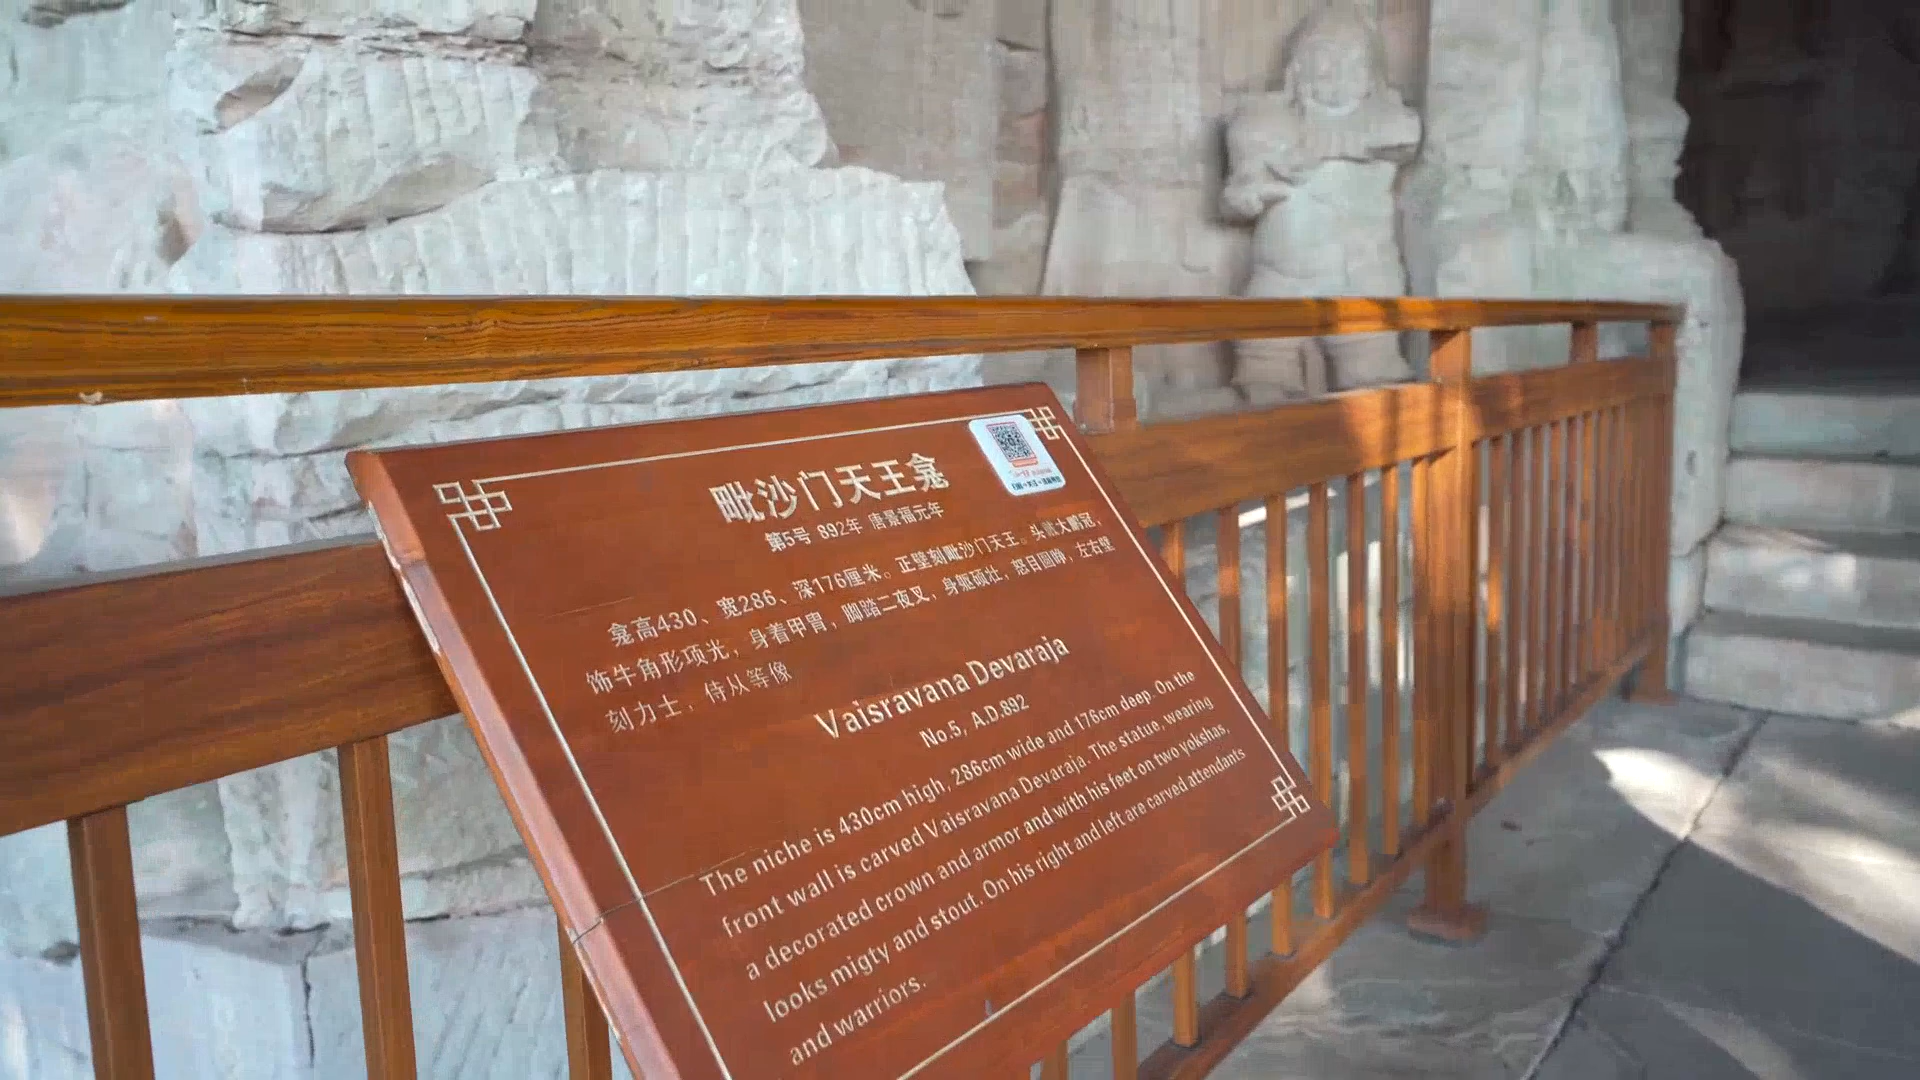 毗沙门天王龛
第5号 892年 唐景福元年
龛高430、宽286、深176厘米。正壁刻毗沙门天王。头戴大鹏冠，
饰牛角形项光，身着甲胄，脚踏二夜叉，身躯硕壮，怒目圆睁，左右壁
刻力士，侍从等像
Vaisravana Devaraja
No.5, A.D.892
The niche is 430cm high, 286cm wide and 176cm deep. On the
front wall is carved Vaisravana Devaraja. The statue, wearing
a decorated crown and armor and with his feet on two yokshas,
looks migty and stout. On his right and left are carved attendants
and warriors.